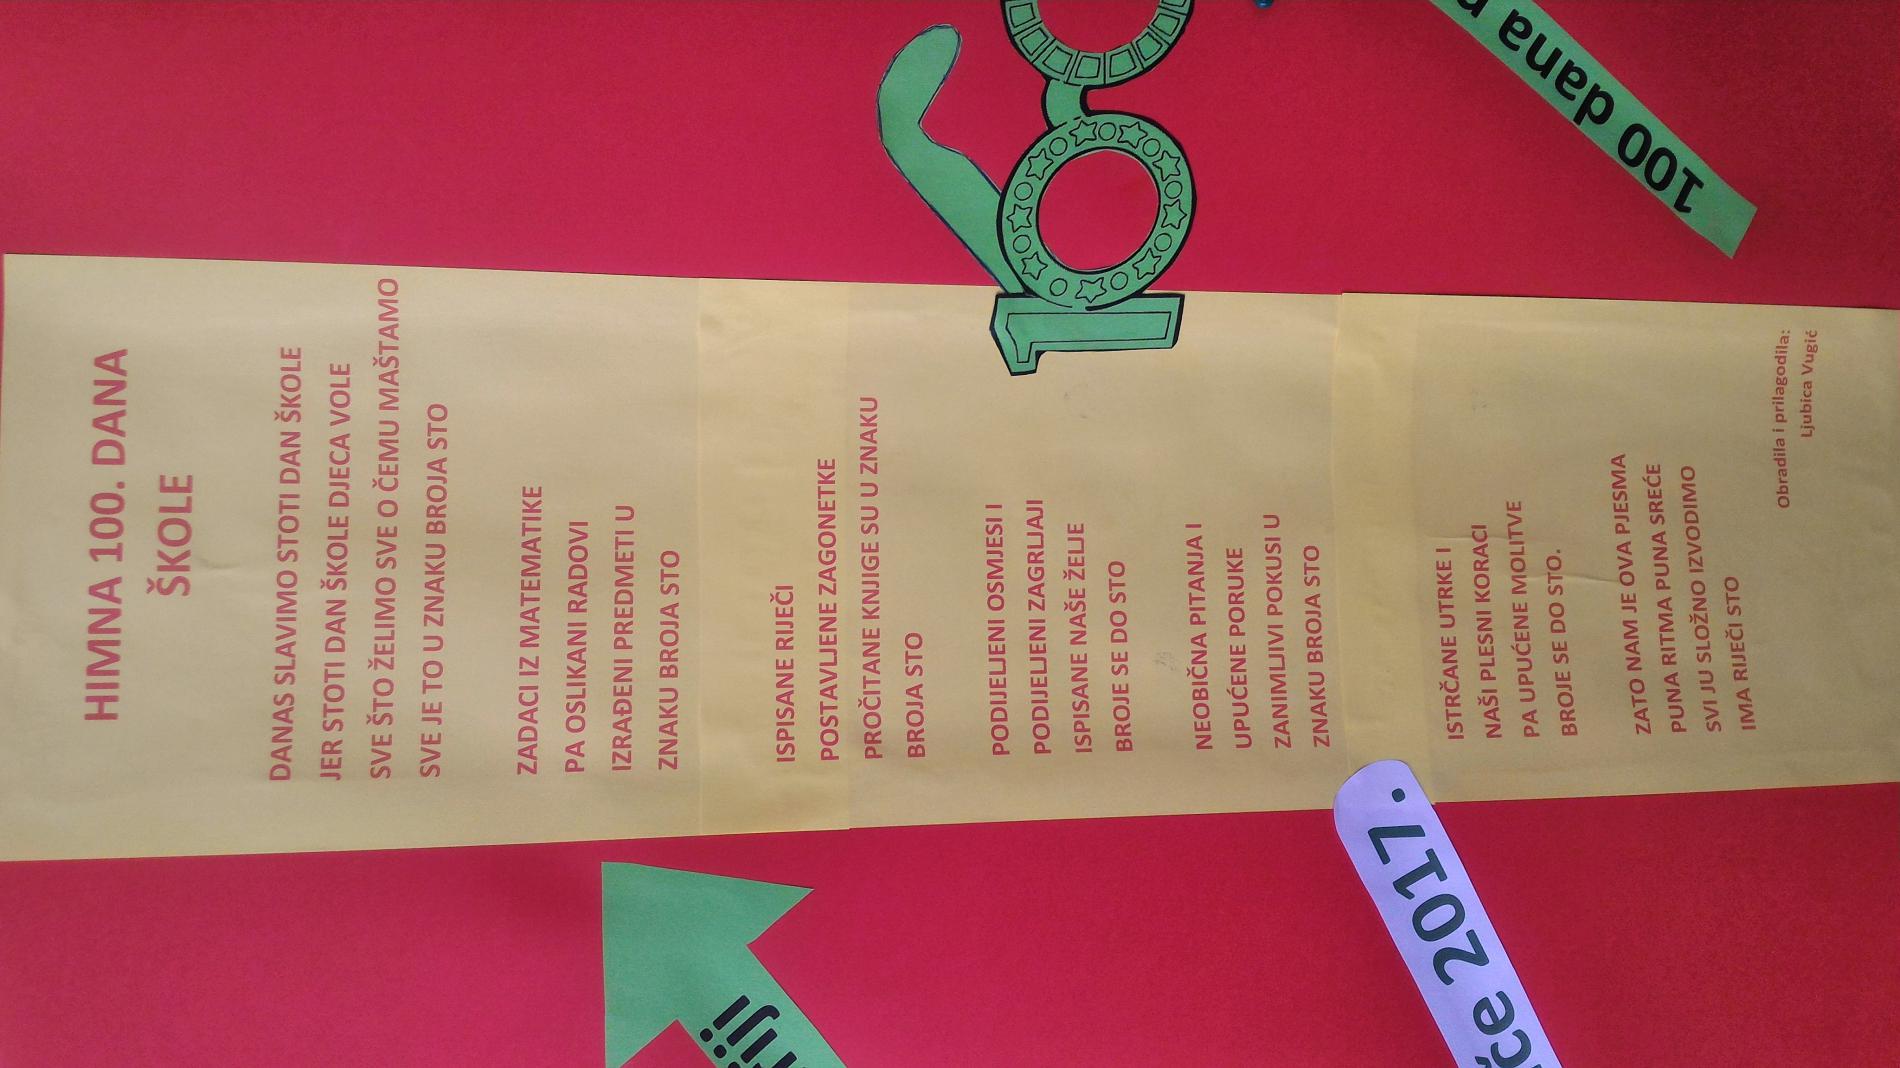 HIMNA 100. DANA
ŠKOLE
DANAS SLAVIMO STOTI DAN ŠKOLE
JER STOTI DAN ŠKOLE DJECA VOLE
SVE ŠTO ŽELIMO SVE O ČEMU MAŠTAMO
SVE JE TO U ZNAKU BROJA STO
ZADACI IZ MATEMATIKE
PA OSLIKANI RADOVI
IZRAĐENI PREDMETI U
ZNAKU BROJA STO
ISPISANE RIJEČI
POSTAVLJENE ZAGONETKE
PROČITANE KNJIGE SU U ZNAKU
BROJA STO
PODIJELJENI OSMJESI I
PODIJELJENI ZAGRLJAJI
ISPISANE NAŠE ŽELJE
BROJE SE DO STO
NEOBIČNA PITANJA I
UPUĆENE PORUKE
ZANIMLJIVI POKUSI U
ZNAKU BROJA STO
ISTRČANE UTRKE I
NAŠI PLESNI KORACI
PA UPUĆENE MOLITVE
BROJE SE DO STO.
ZATO NAM JE OVA PJESMA
PUNA RITMA PUNA SREĆE
SVI JU SLOŽNO IZVODIMO
IMA RIJEČI STO
Obradila i prilagodila:
Ljubica Vugić
100
100 dana
2017.